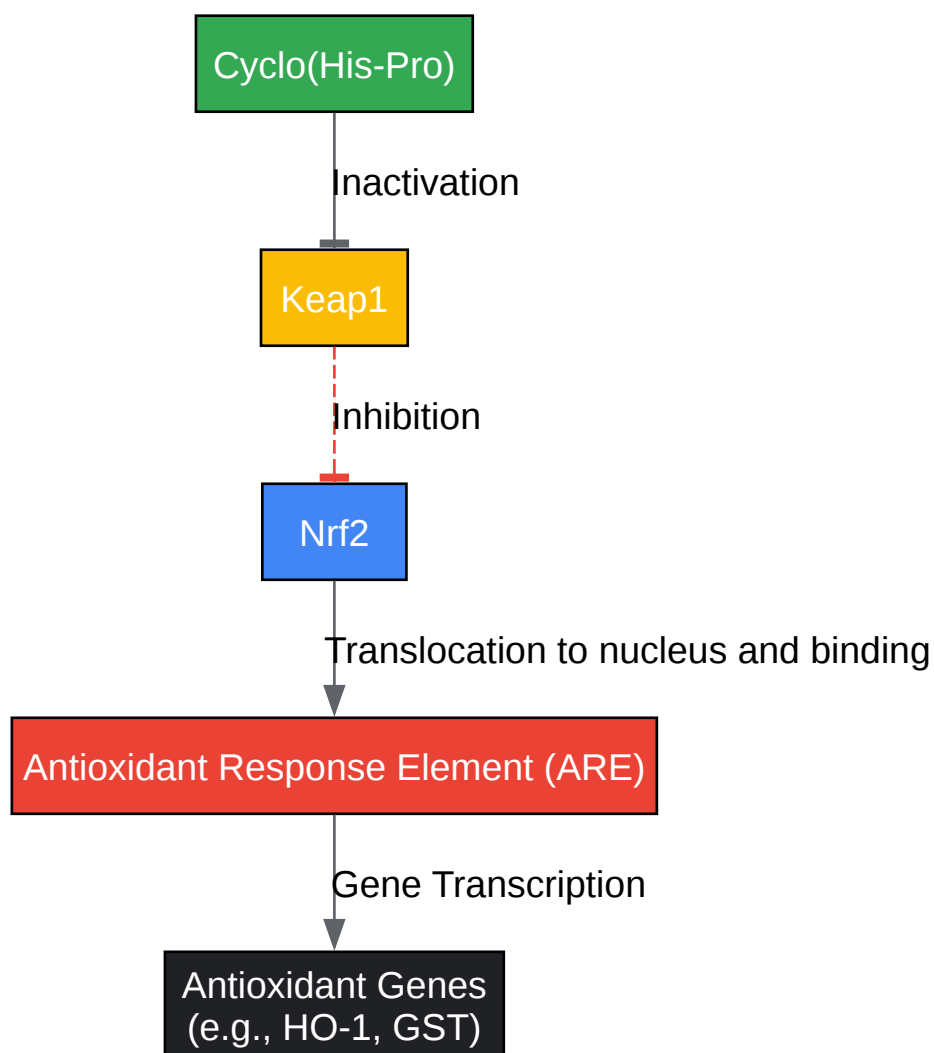 Cyclo(His-Pro)
Inactivation
Keap1
Inhibition
Nrf2
Translocation to nucleus and binding
Antioxidant Response Element (ARE)
Gene Transcription
Antioxidant Genes
(e.g., HO-1, GST)